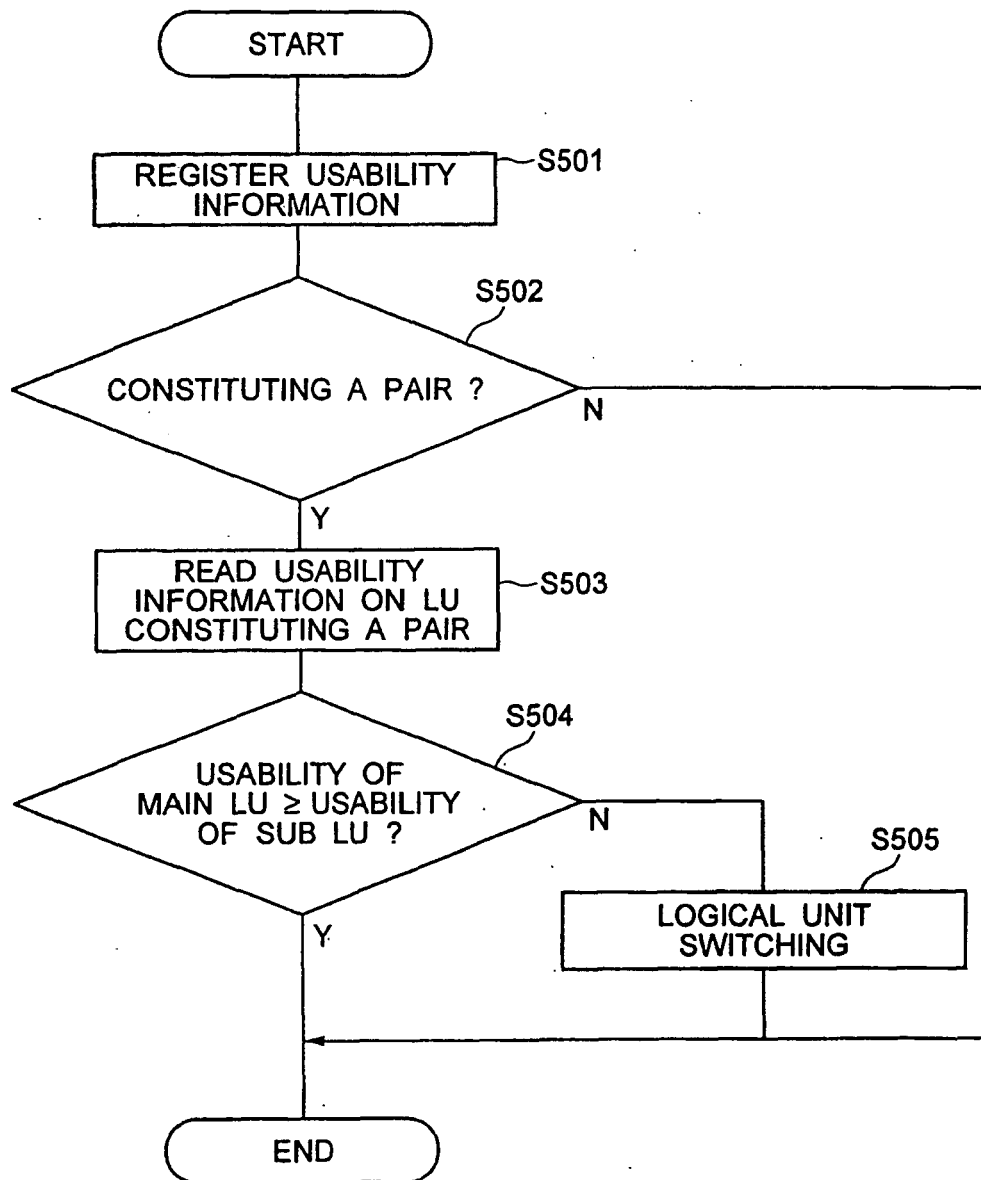 START
REGISTER USABILITY
INFORMATION
S501
S502
CONSTITUTING A PAIR ?
N
Y
READ USABILITY
INFORMATION ON LU
CONSTITUTING A PAIR
S503
S504
USABILITY OF
MAIN LU ≥ USABILITY
OF SUB LU ?
N
Y
S505
LOGICAL UNIT
SWITCHING
END